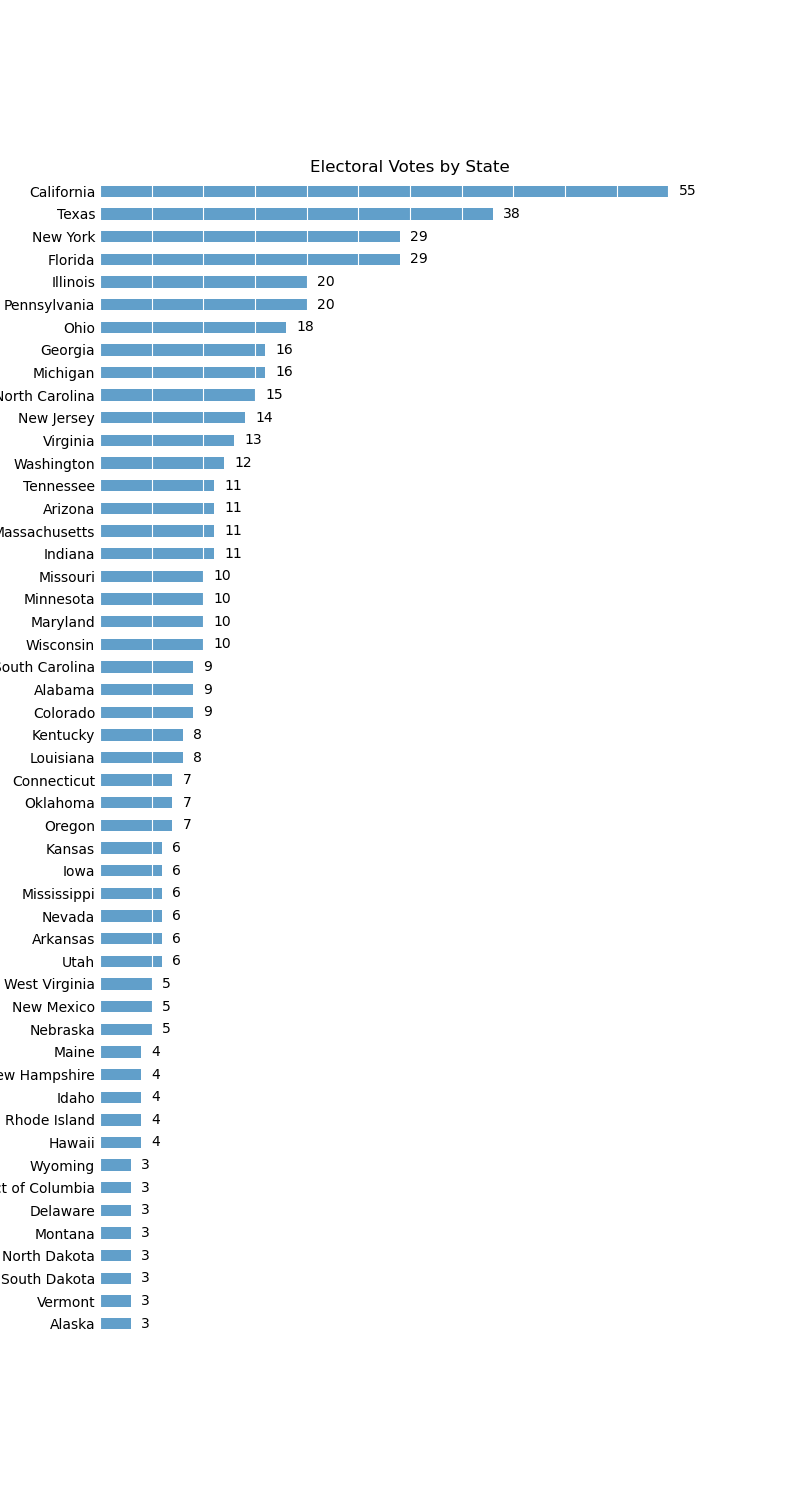 Electoral Votes by State
California 55
Texas 38
New York 29
Florida 29
Illinois 20
Pennsylvania 20
Ohio 18
Georgia 16
Michigan 16
North Carolina 15
New Jersey 14
Virginia 13
Washington 12
Tennessee 11
Arizona 11
Massachusetts 11
Indiana 11
Missouri 10
Minnesota 10
Maryland 10
Wisconsin 10
South Carolina 9
Alabama 9
Colorado 9
Kentucky 8
Louisiana 8
Connecticut 7
Oklahoma 7
Oregon 7
Kansas 6
Iowa 6
Mississippi 6
Nevada 6
Arkansas 6
Utah 6
West Virginia 5
New Mexico 5
Nebraska 5
Maine 4
ew Hampshire 4
Idaho 4
Rhode Island 4
Hawaii 4
Wyoming 3
ct of Columbia 3
Delaware 3
Montana 3
North Dakota 3
South Dakota 3
Vermont 3
Alaska 3